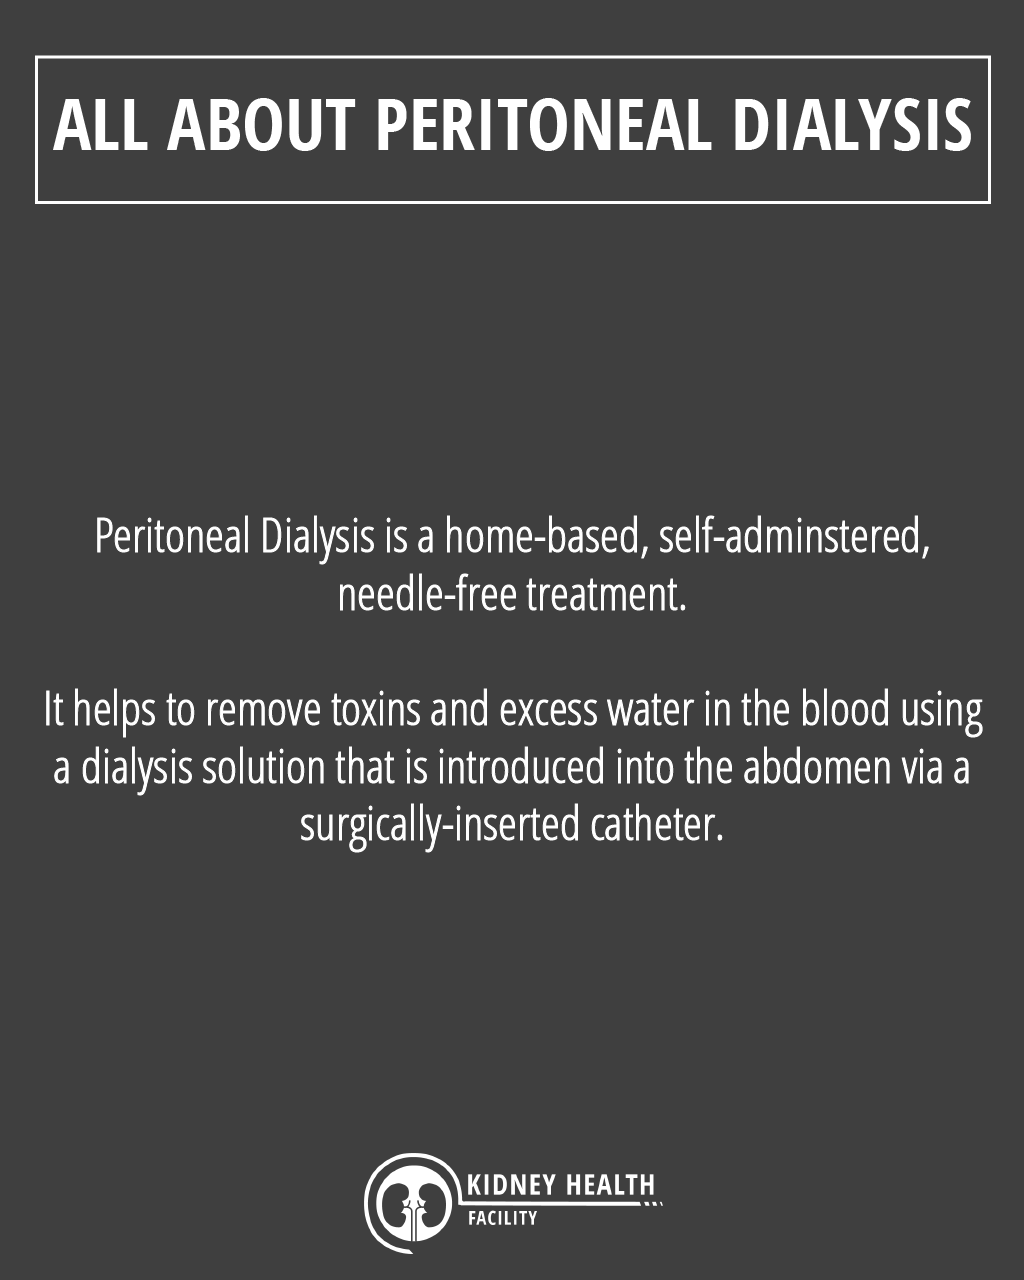 ALL ABOUT PERITONEAL DIALYSIS
Peritoneal Dialysis is a home-based, self-adminstered,
needle-free treatment.
It helps to remove toxins and excess water in the blood using
a dialysis solution that is introduced into the abdomen via a
surgically-inserted catheter.
KIDNEY HEALTH
FACILITY